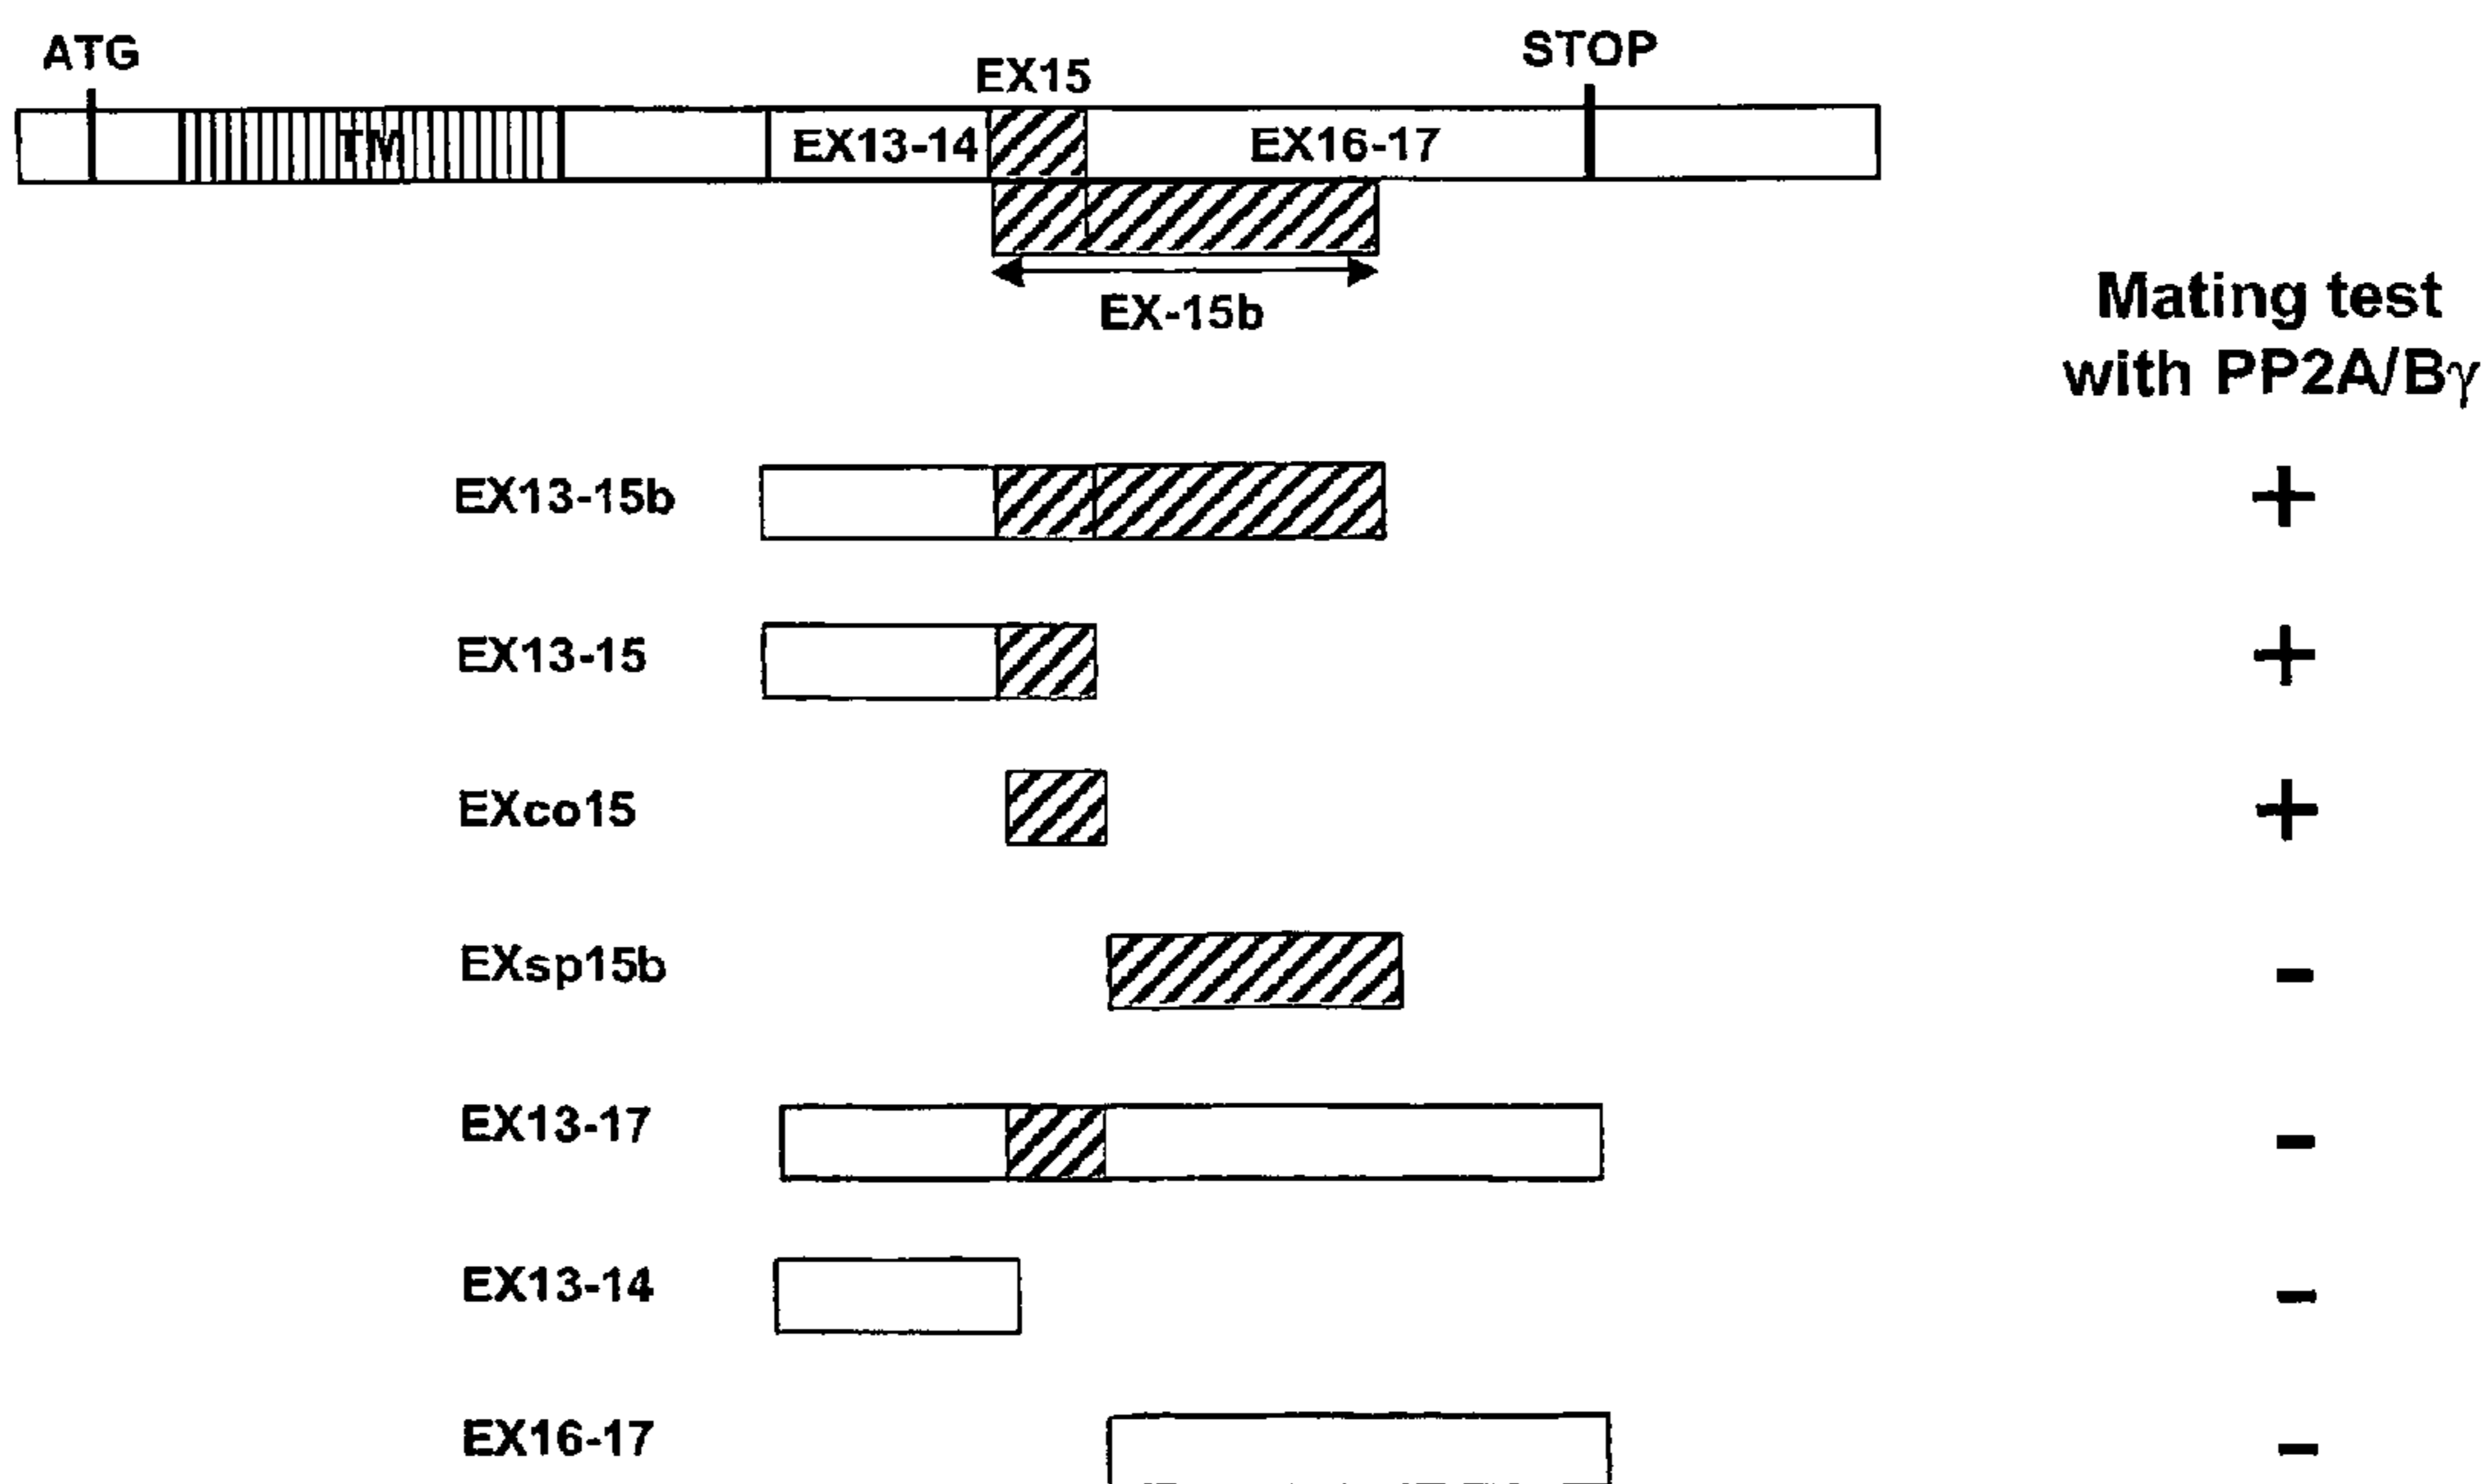 ATG
EX15
STOP
TM
EX13-14
EX16-17
EX-15b
Mating test
with PP2A/Bγ
EX13-15b
+
EX13-15
+
EXco15
+
EXsp15b
-
EX13-17
-
EX13-14
-
EX16-17
-